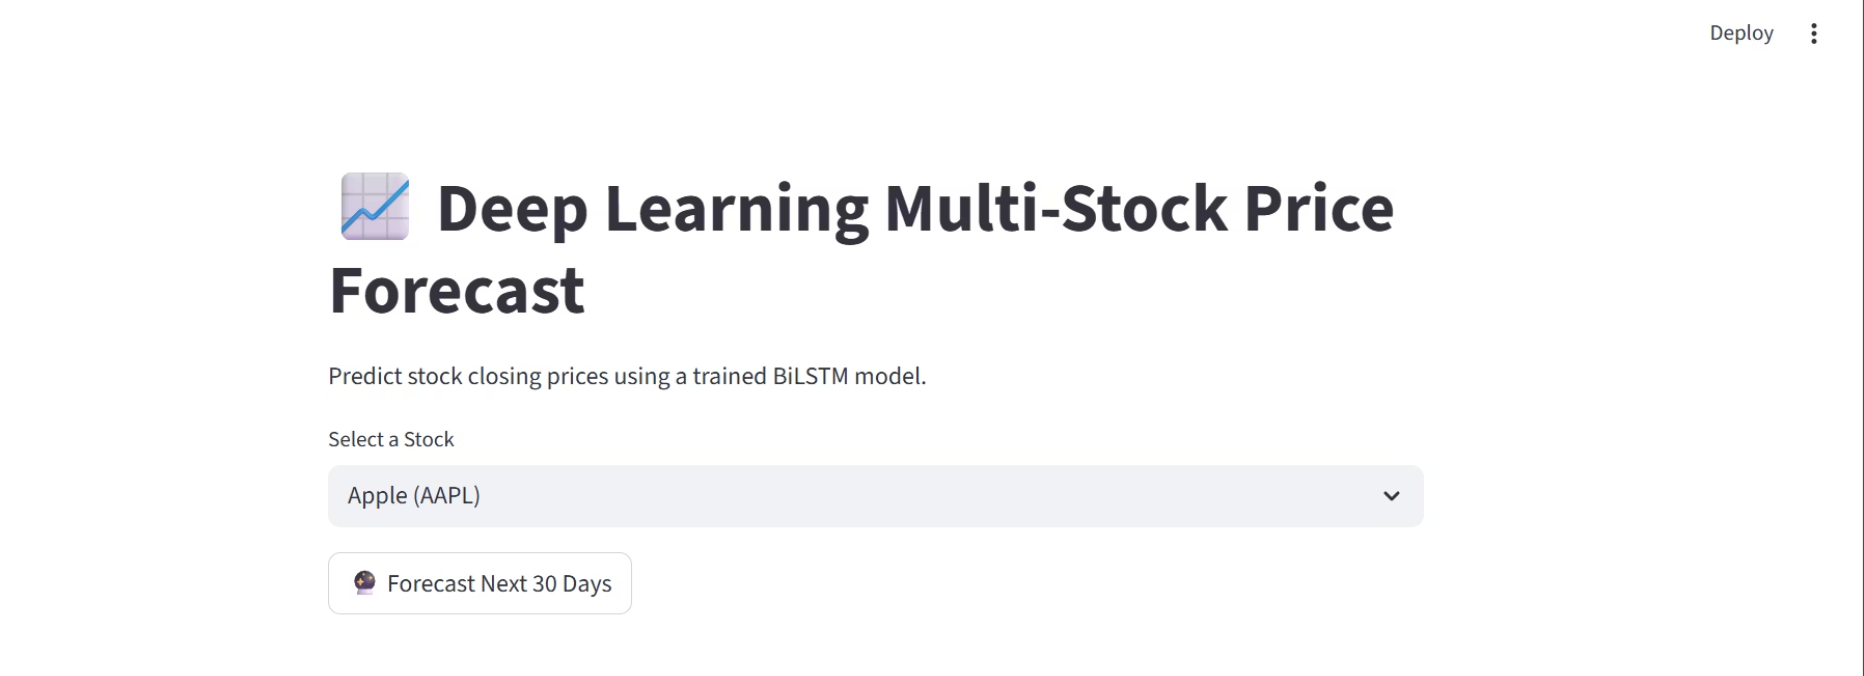 Deploy
Deep Learning Multi-Stock Price
Forecast
Predict stock closing prices using a trained BiLSTM model.
Select a Stock
Apple (AAPL)
Forecast Next 30 Days